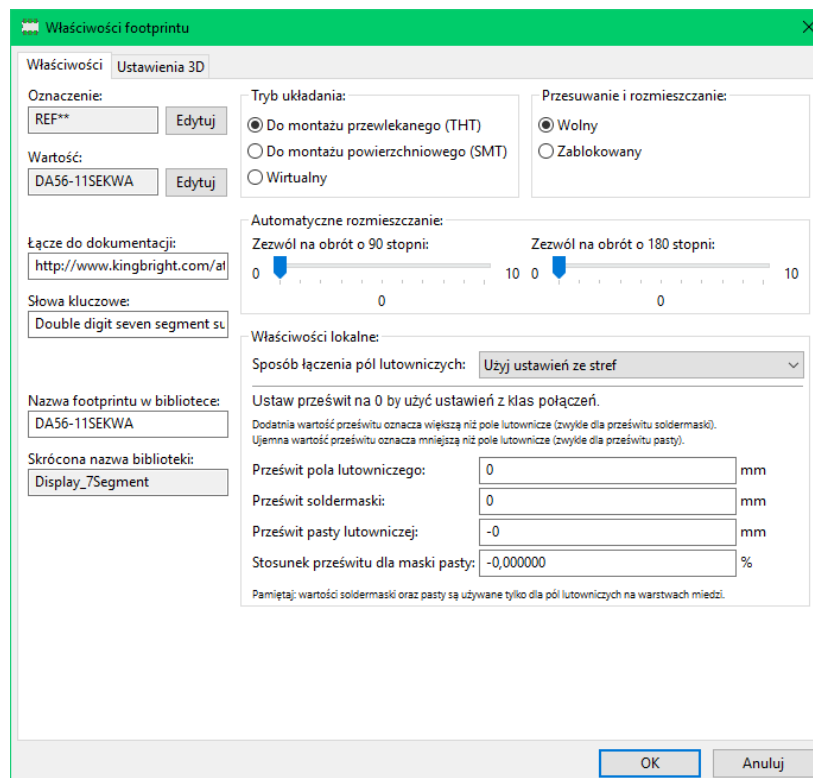 Właściwości footprintu
Właściwości
Ustawienia 3D
Oznaczenie:
REF**
Edytuj
Wartość:
DA56-11SEKWA
Edytuj
Łącze do dokumentacji:
http://www.kingbright.com/at
Słowa kluczowe:
Double digit seven segment su
Nazwa footprintu w bibliotece:
DA56-11SEKWA
Skrócona nazwa biblioteki:
Display_7Segment
Tryb układania:
Do montażu przewlekanego (THT)
Do montażu powierzchniowego (SMT)
Wirtualny
Przesuwanie i rozmieszczanie:
Wolny
Zablokowany
Automatyczne rozmieszczanie:
Zezwól na obrót o 90 stopni:
0
10
0
Zezwól na obrót o 180 stopni:
0
10
0
Właściwości lokalne:
Sposób łączenia pól lutowniczych:
Użyj ustawień ze stref
Ustaw prześwit na 0 by użyć ustawień z klas połączeń.
Dodatnia wartość prześwitu oznacza większą niż pole lutownicze (zwykle dla prześwitu soldermaski).
Ujemna wartość prześwitu oznacza mniejszą niż pole lutownicze (zwykle dla prześwitu pasty).
Prześwit pola lutowniczego:
0
mm
Prześwit soldermaski:
0
mm
Prześwit pasty lutowniczej:
-0
mm
Stosunek prześwitu dla maski pasty:
-0,000000
%
Pamiętaj: wartości soldermaski oraz pasty są używane tylko dla pól lutowniczych na warstwach miedzi.
OK
Anuluj